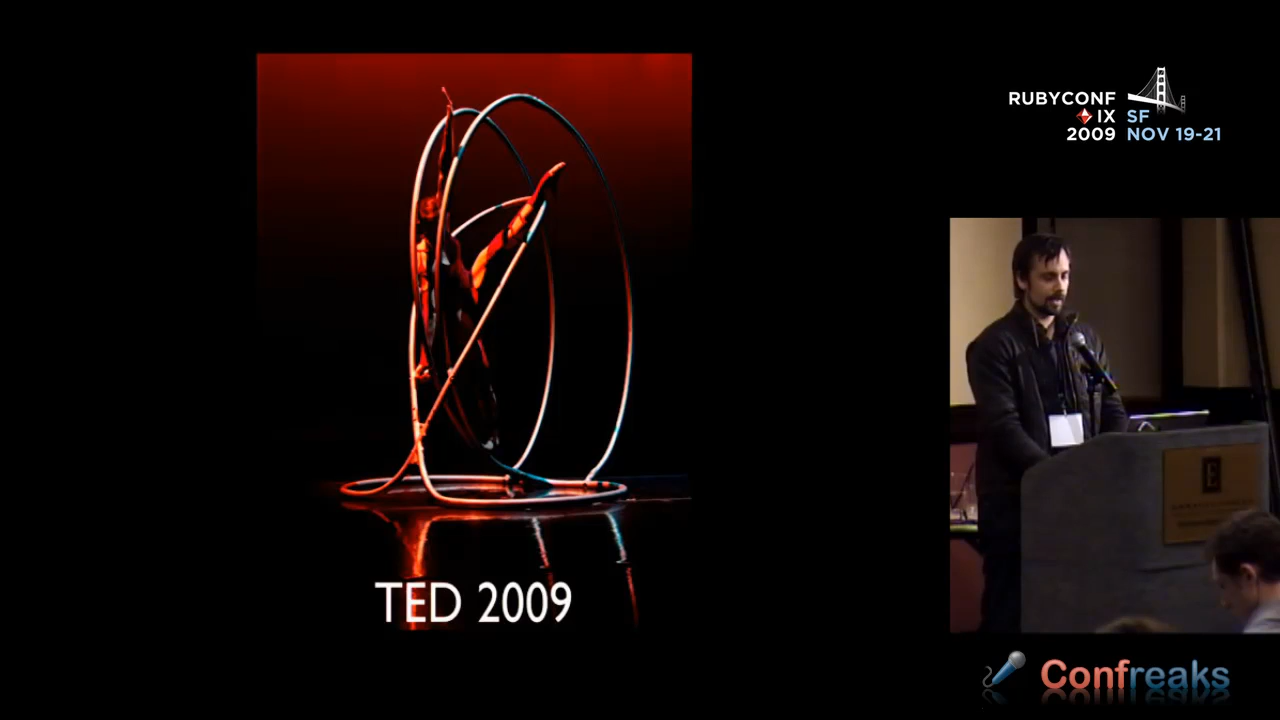 RUBYCONF
IX SF
2009 NOV 19-21
TED 2009
E
Confreaks